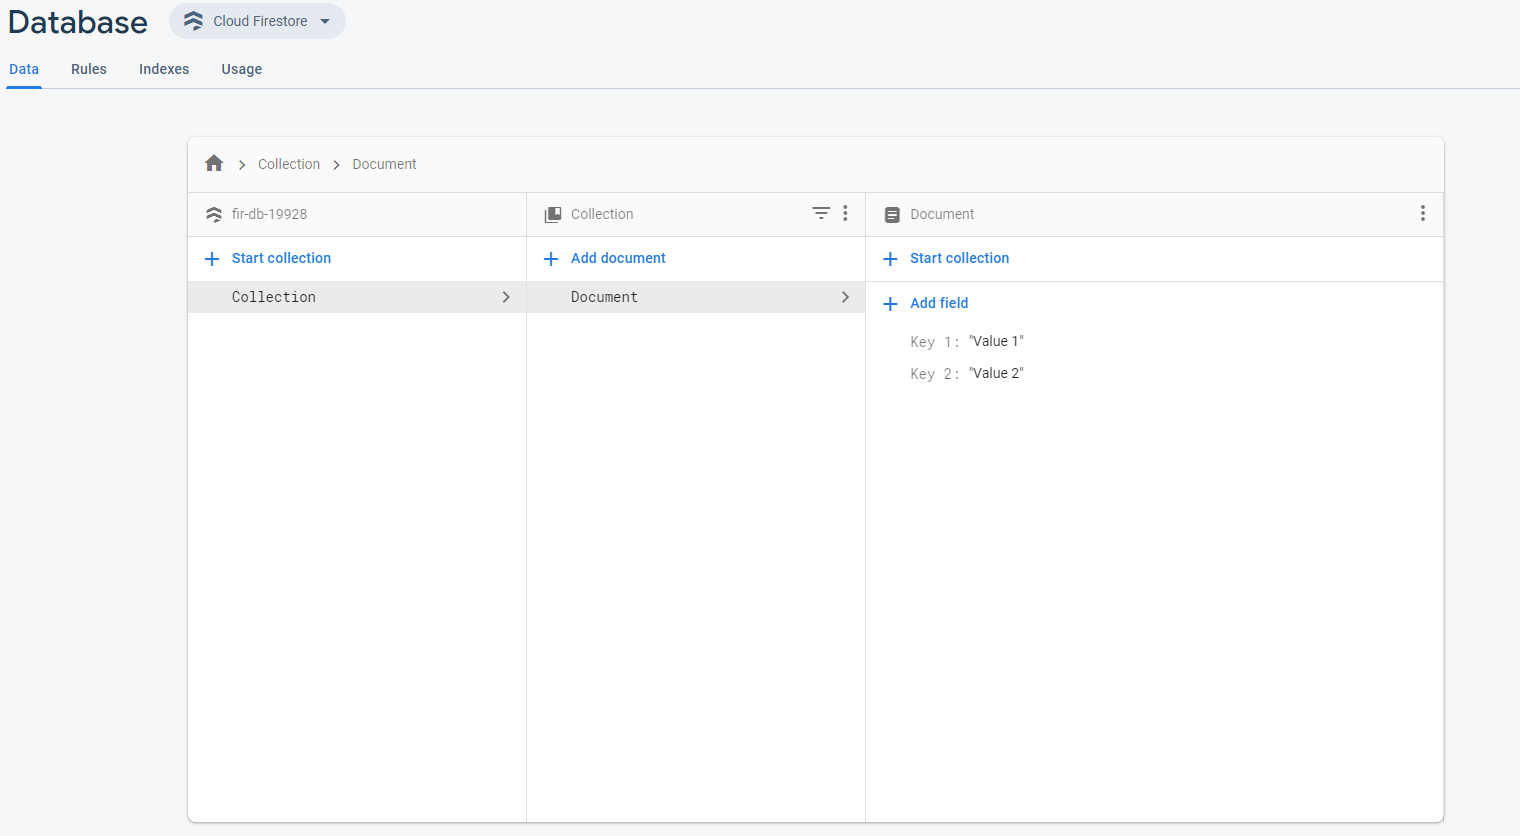 Database Cloud Firestore
Data Rules Indexes Usage
Collection Document
fir-db-19928 Collection Document
Start collection Add document Start collection
Collection Document
Add field
Key 1: "Value 1"
Key 2: "Value 2"